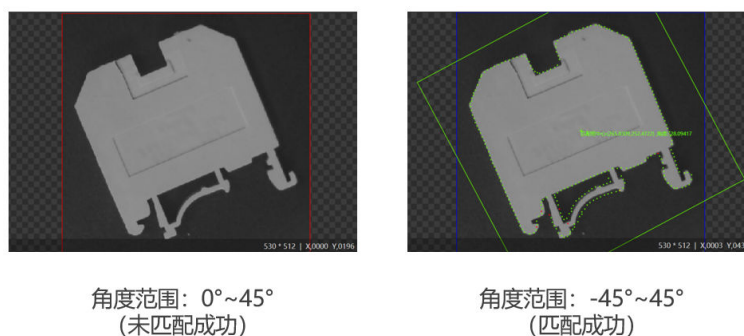 530 * 512 | X,0000 Y,0196
530 * 512 | X,0003 Y,043
角度范围：0°~45°
（未匹配成功）
角度范围：-45°~45°
（匹配成功）